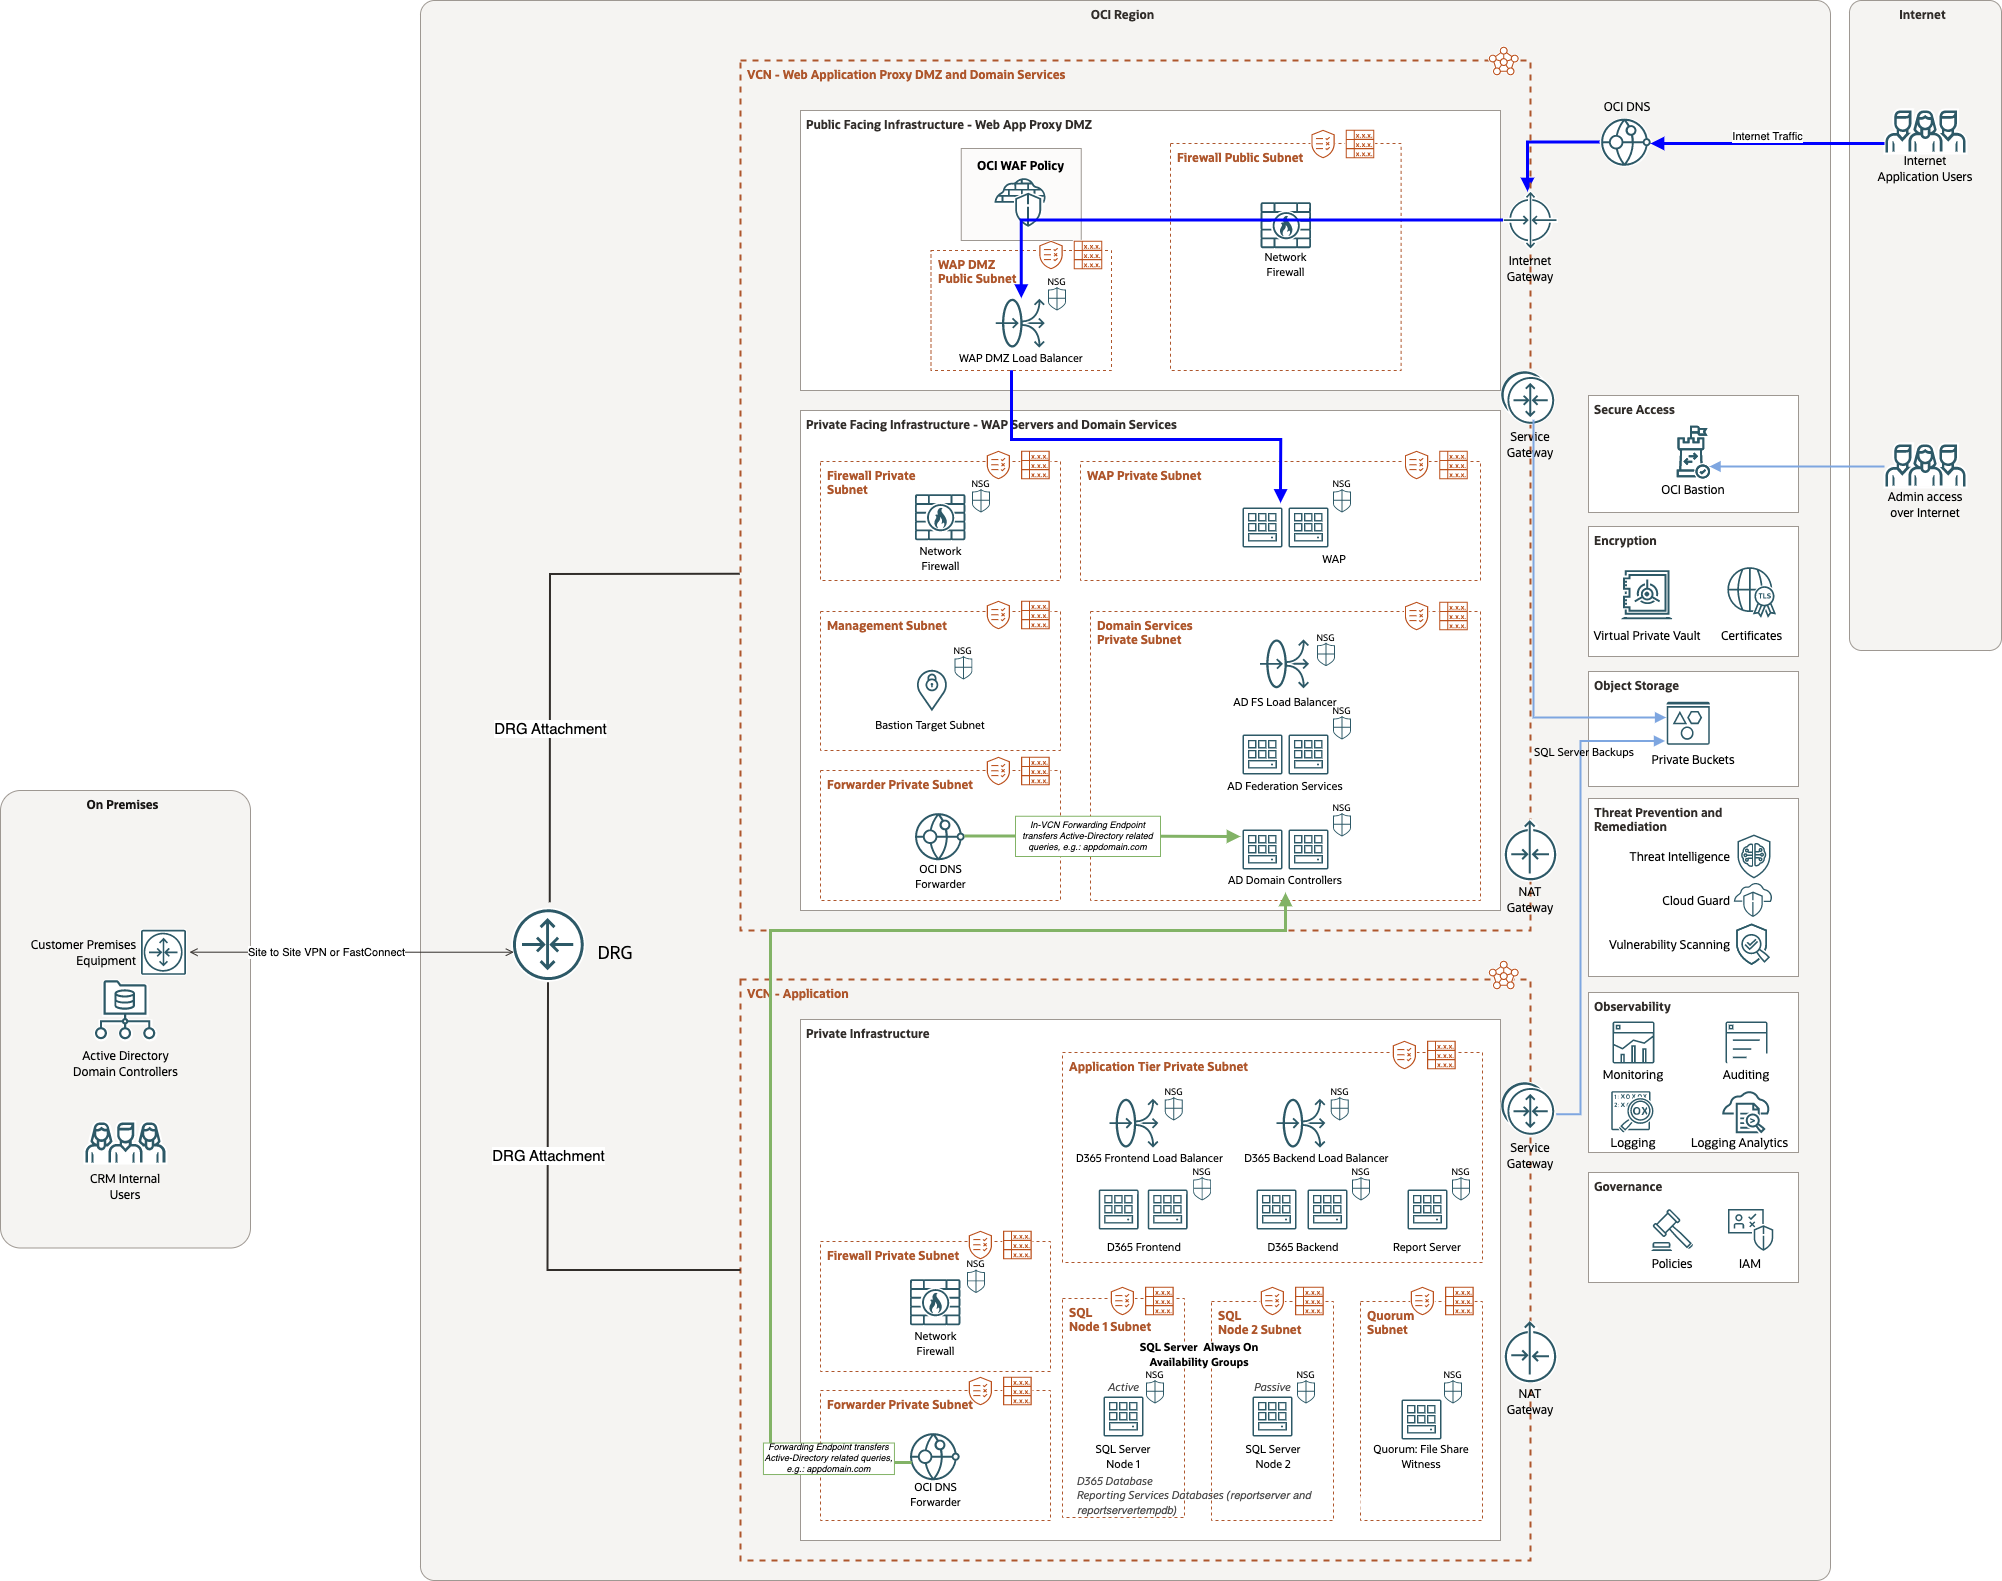 OCI Region
Internet
VCN - Web Application Proxy DMZ and Domain Services
Public Facing Infrastructure - Web App Proxy DMZ
OCI WAF Policy
Firewall Public Subnet
Network
Firewall
WAP DMZ
Public Subnet
NSG
WAP DMZ Load Balancer
OCI DNS
Internet Traffic
Internet
Application Users
Internet
Gateway
Private Facing Infrastructure - WAP Servers and Domain Services
Service
Gateway
Firewall Private
Subnet
NSG
Network
Firewall
WAP Private Subnet
NSG
WAP
Management Subnet
NSG
Bastion Target Subnet
Domain Services
Private Subnet
NSG
AD FS Load Balancer
NSG
AD Federation Services
NSG
AD Domain Controllers
Forwarder Private Subnet
OCI DNS
Forwarder
In-VCN Forwarding Endpoint
transfers Active-Directory related
queries, e.g.: appdomain.com
NAT
Gateway
Secure Access
OCI Bastion
Admin access
over Internet
Encryption
Virtual Private Vault
TLS
Certificates
Object Storage
SQL Server Backups
Private Buckets
Threat Prevention and
Remediation
Threat Intelligence
Cloud Guard
Vulnerability Scanning
Observability
Monitoring
Auditing
Logging
Logging Analytics
Governance
Policies
IAM
DRG Attachment
On Premises
Customer Premises
Equipment
Site to Site VPN or FastConnect
DRG
Active Directory
Domain Controllers
CRM Internal
Users
DRG Attachment
VCN - Application
Private Infrastructure
Application Tier Private Subnet
NSG
NSG
D365 Frontend Load Balancer
D365 Backend Load Balancer
NSG
NSG
NSG
D365 Frontend
D365 Backend
Report Server
Service
Gateway
Firewall Private Subnet
NSG
Network
Firewall
SQL
Node 1 Subnet
SQL
Node 2 Subnet
Quorum
Subnet
SQL Server Always On
Availability Groups
Active
NSG
Passive
NSG
NSG
SQL Server
Node 1
SQL Server
Node 2
Quorum: File Share
Witness
D365 Database
Reporting Services Databases (reportserver and
reportservertempdb)
NAT
Gateway
Forwarder Private Subnet
Forwarding Endpoint transfers
Active-Directory related queries,
e.g.: appdomain.com
OCI DNS
Forwarder